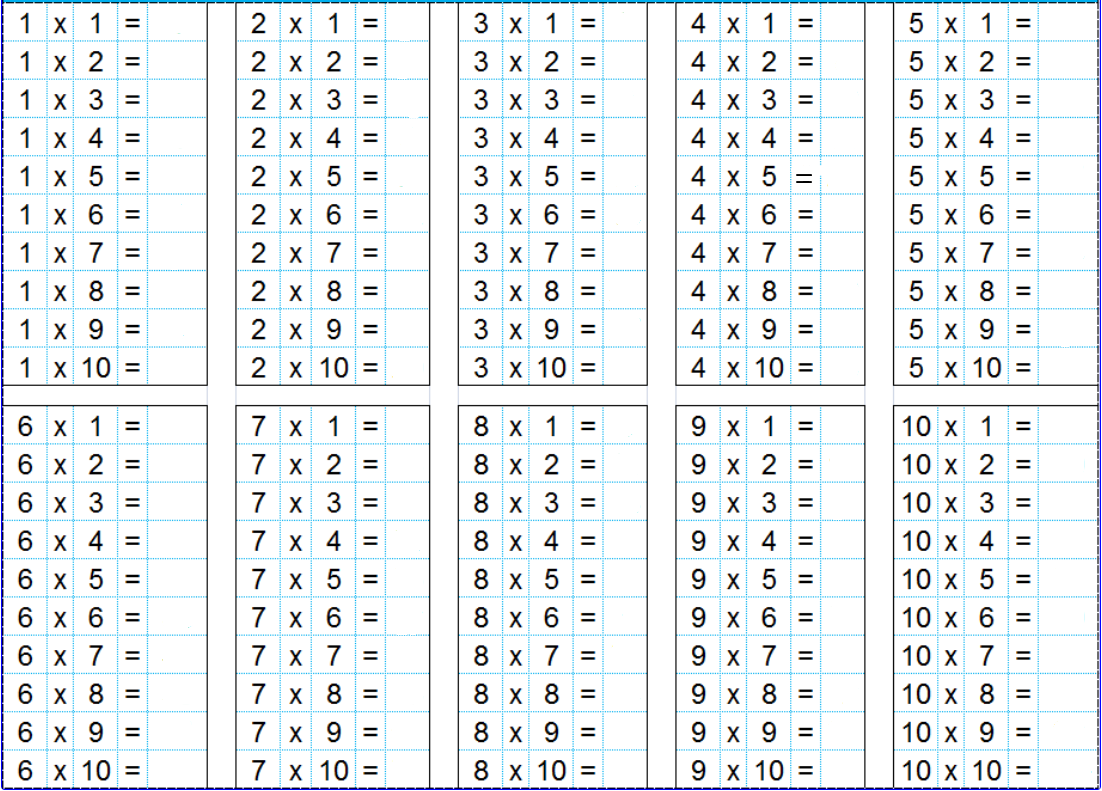 1 x 1 =
1 x 2 =
1 x 3 =
1 x 4 =
1 x 5 =
1 x 6 =
1 x 7 =
1 x 8 =
1 x 9 =
1 x 10 =
2 x 1 =
2 x 2 =
2 x 3 =
2 x 4 =
2 x 5 =
2 x 6 =
2 x 7 =
2 x 8 =
2 x 9 =
2 x 10 =
3 x 1 =
3 x 2 =
3 x 3 =
3 x 4 =
3 x 5 =
3 x 6 =
3 x 7 =
3 x 8 =
3 x 9 =
3 x 10 =
4 x 1 =
4 x 2 =
4 x 3 =
4 x 4 =
4 x 5 =
4 x 6 =
4 x 7 =
4 x 8 =
4 x 9 =
4 x 10 =
5 x 1 =
5 x 2 =
5 x 3 =
5 x 4 =
5 x 5 =
5 x 6 =
5 x 7 =
5 x 8 =
5 x 9 =
5 x 10 =
6 x 1 =
6 x 2 =
6 x 3 =
6 x 4 =
6 x 5 =
6 x 6 =
6 x 7 =
6 x 8 =
6 x 9 =
6 x 10 =
7 x 1 =
7 x 2 =
7 x 3 =
7 x 4 =
7 x 5 =
7 x 6 =
7 x 7 =
7 x 8 =
7 x 9 =
7 x 10 =
8 x 1 =
8 x 2 =
8 x 3 =
8 x 4 =
8 x 5 =
8 x 6 =
8 x 7 =
8 x 8 =
8 x 9 =
8 x 10 =
9 x 1 =
9 x 2 =
9 x 3 =
9 x 4 =
9 x 5 =
9 x 6 =
9 x 7 =
9 x 8 =
9 x 9 =
9 x 10 =
10 x 1 =
10 x 2 =
10 x 3 =
10 x 4 =
10 x 5 =
10 x 6 =
10 x 7 =
10 x 8 =
10 x 9 =
10 x 10 =